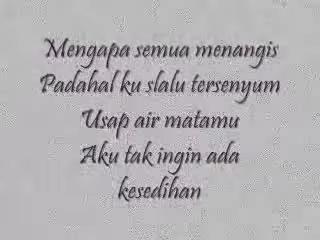 Mengapa semua menangis
Padahal ku slalu tersenyum
Usap air matamu
Aku tak ingin ada
kesedihan